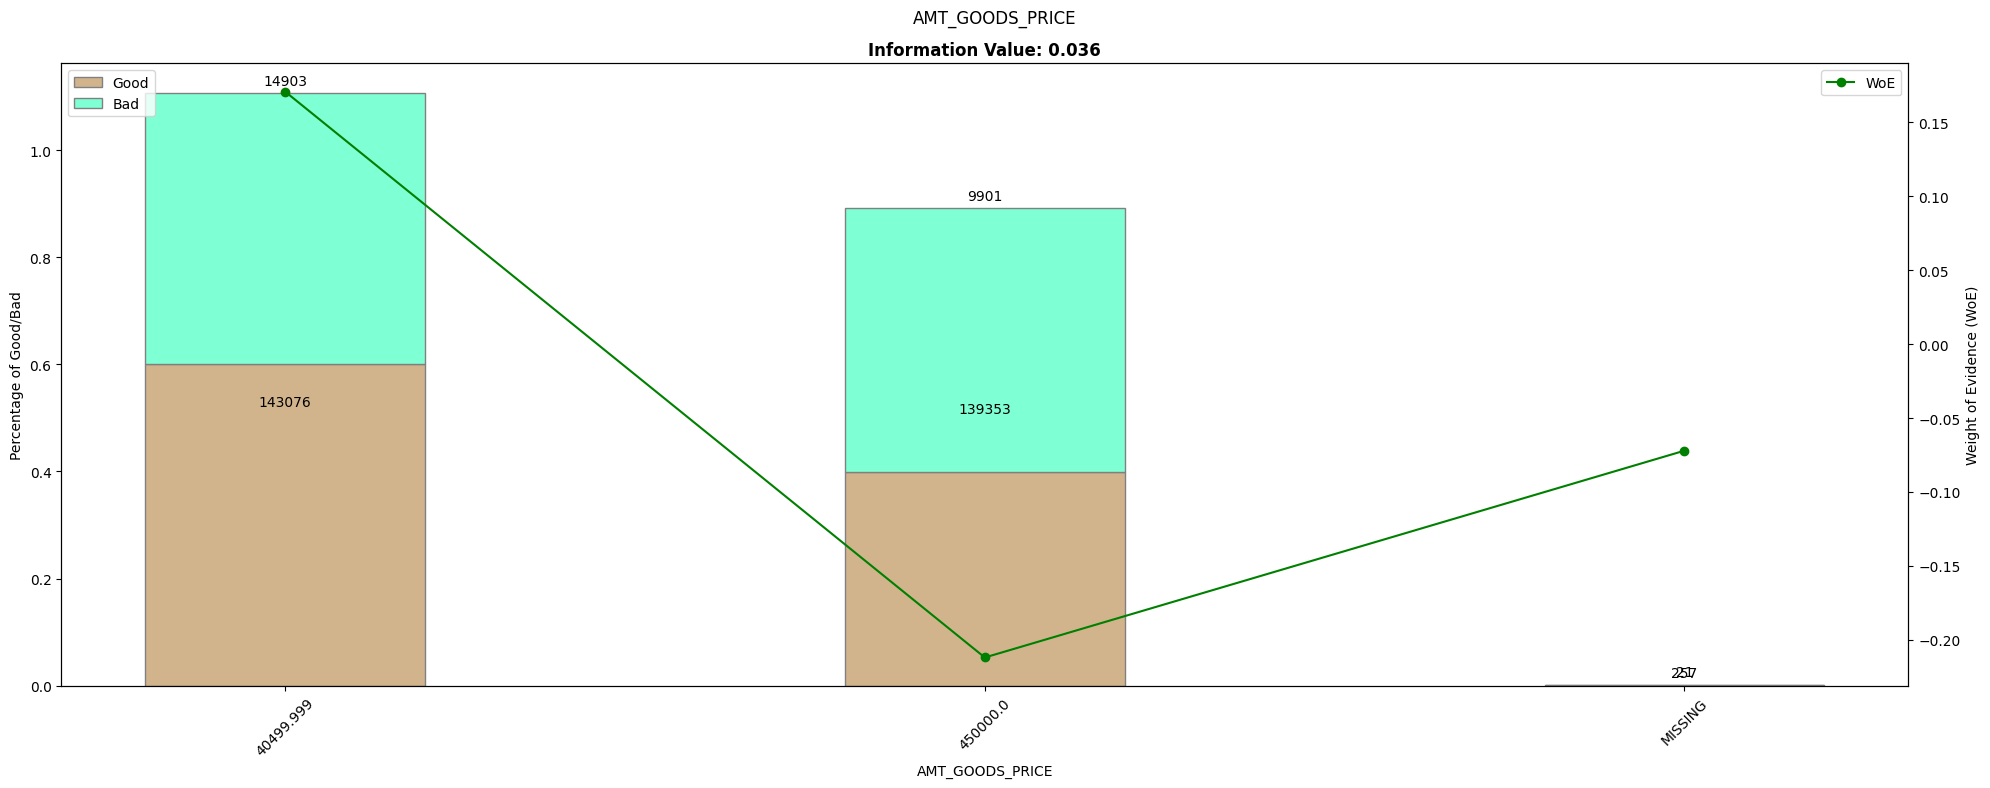 AMT_GOODS_PRICE
Information Value: 0.036
Good
Bad
WoE
14903
9901
143076
139353
21
257
1.0
0.8
0.6
0.4
0.2
0.0
Percentage of Good/Bad
0.15
0.10
0.05
0.00
−0.05
−0.10
−0.15
−0.20
Weight of Evidence (WoE)
40499.999
450000.0
MISSING
AMT_GOODS_PRICE